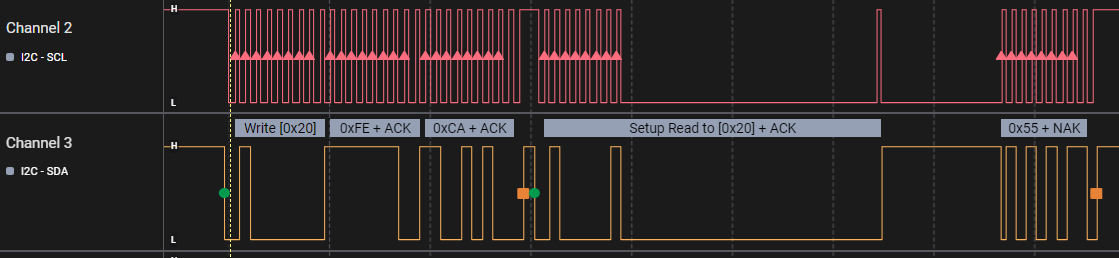 Channel 2
H
I2C - SCL
L
Write [0x20]
0xFE + ACK
0xCA + ACK
Setup Read to [0x20] + ACK
0x55 + NAK
Channel 3
H
I2C - SDA
L